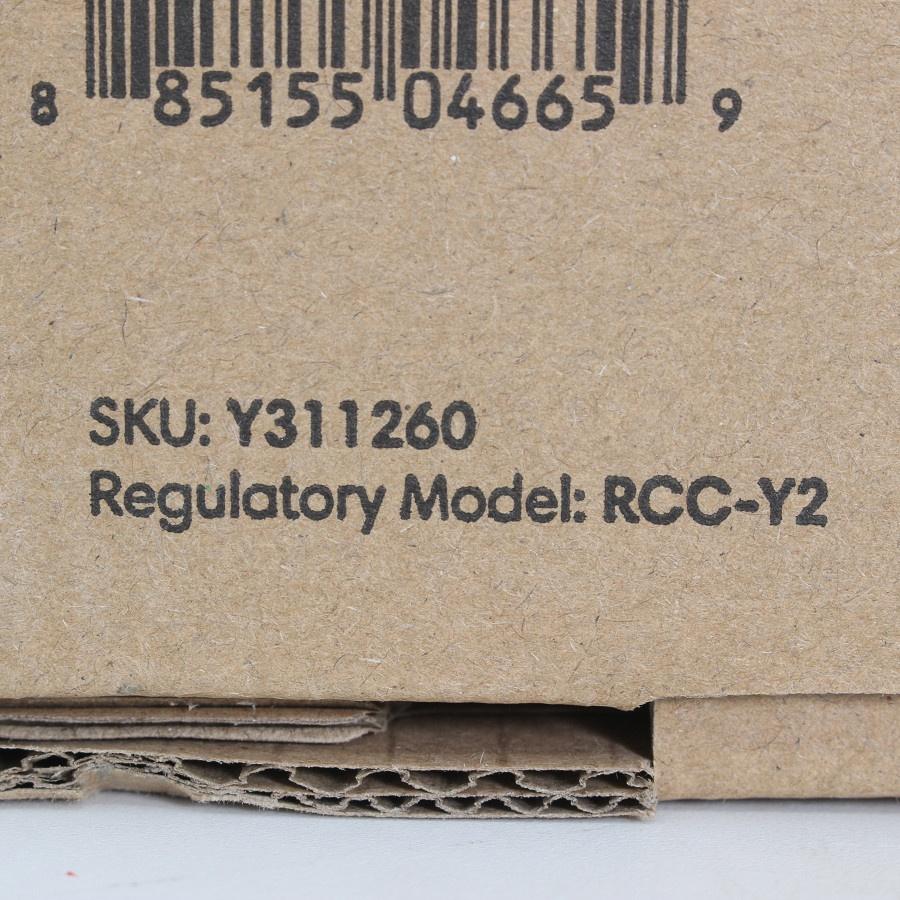 8 85155 04665 9
SKU: Y311260
Regulatory Model: RCC-Y2